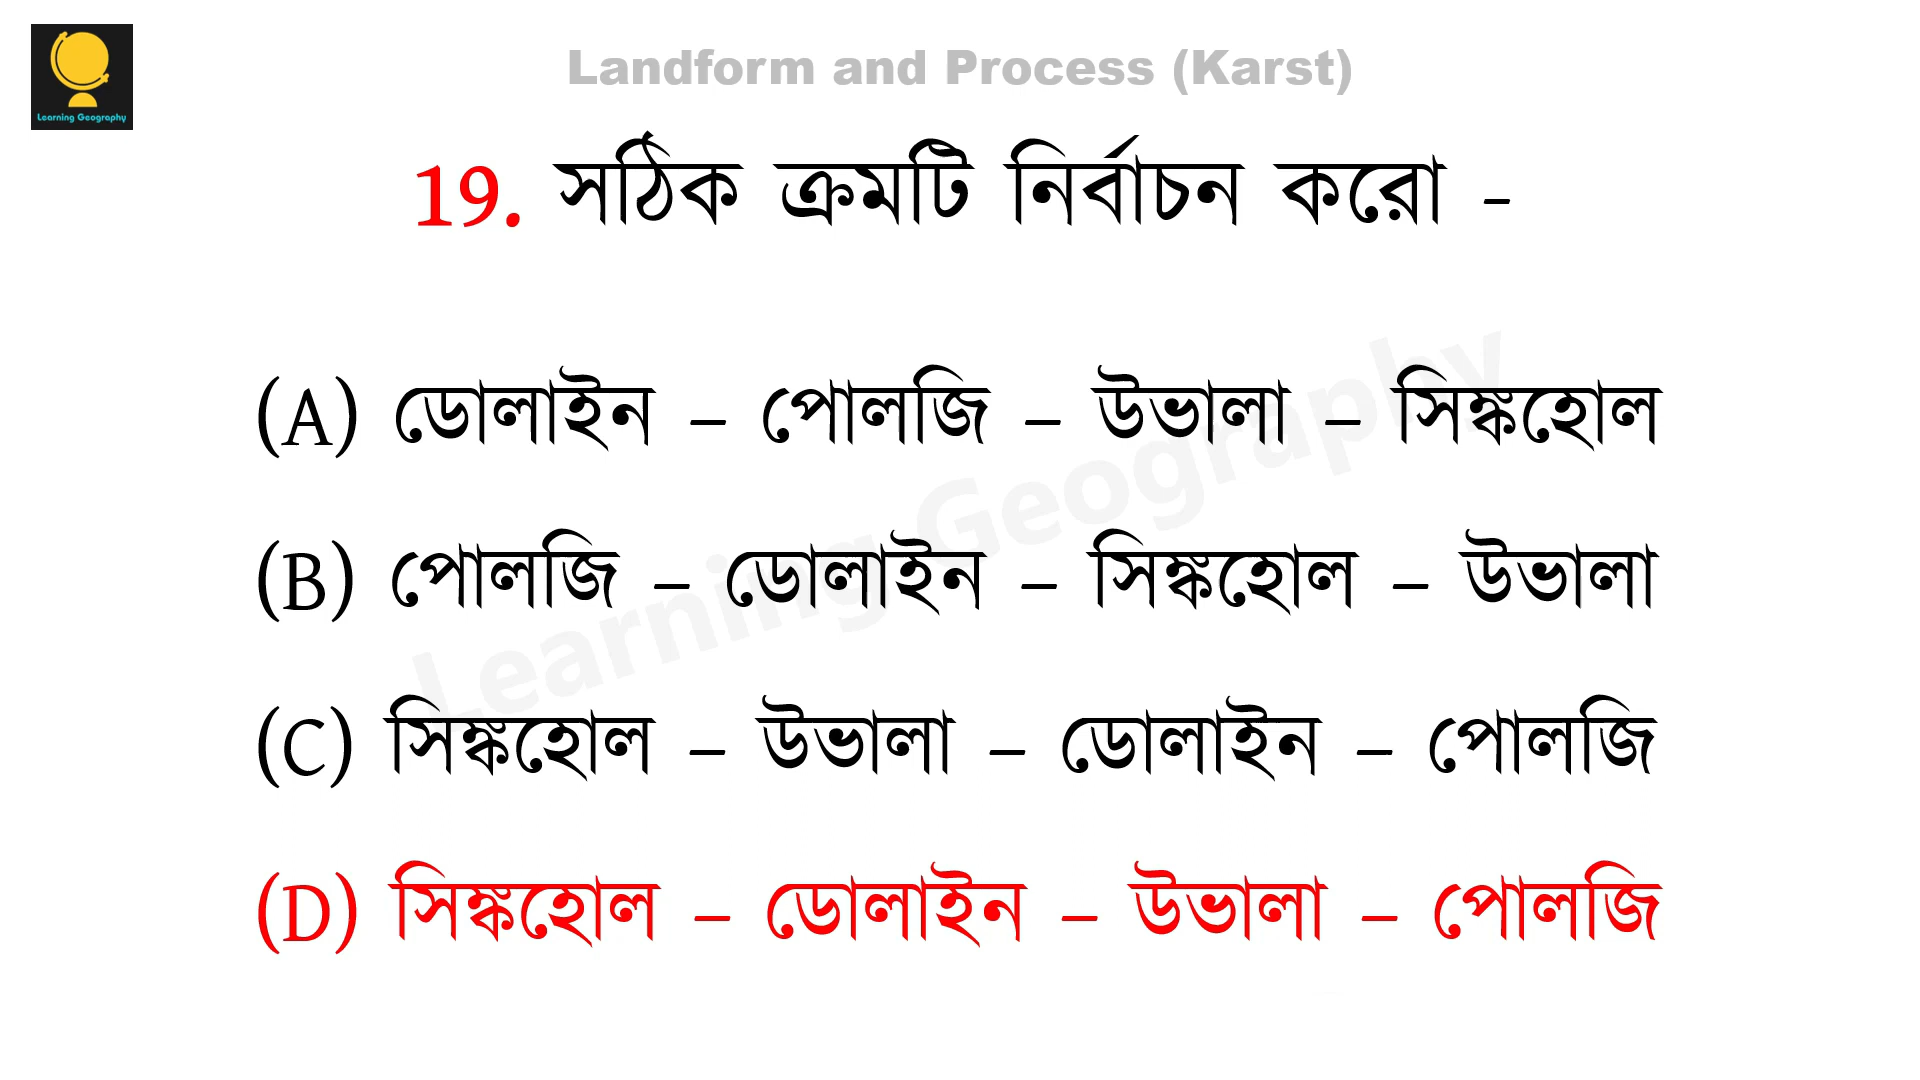 Learning Geography
Landform and Process (Karst)
19. সঠিক ক্রমটি নির্বাচন করো -
(A) ডোলাইন – পোলজি – উভালা – সিঙ্কহোল
(B) পোলজি – ডোলাইন – সিঙ্কহোল – উভালা
(C) সিঙ্কহোল – উভালা – ডোলাইন – পোলজি
(D) সিঙ্কহোল – ডোলাইন – উভালা – পোলজি
Learning Geography